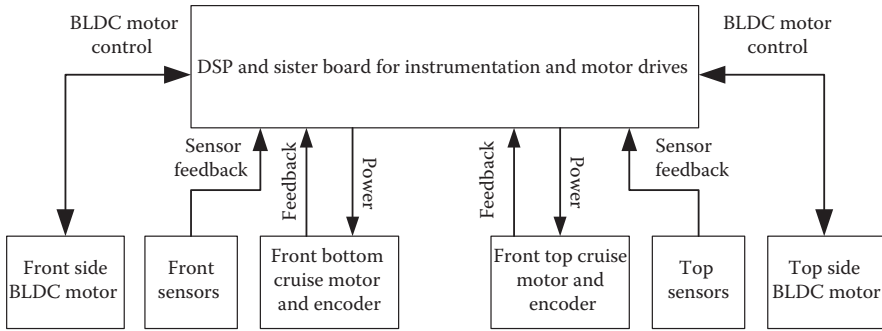 BLDC motor
control
DSP and sister board for instrumentation and motor drives
BLDC motor
control
Sensor
feedback
Feedback
Power
Feedback
Power
Sensor
feedback
Front side
BLDC motor
Front
sensors
Front bottom
cruise motor
and encoder
Front top cruise
motor and
encoder
Top
sensors
Top side
BLDC motor